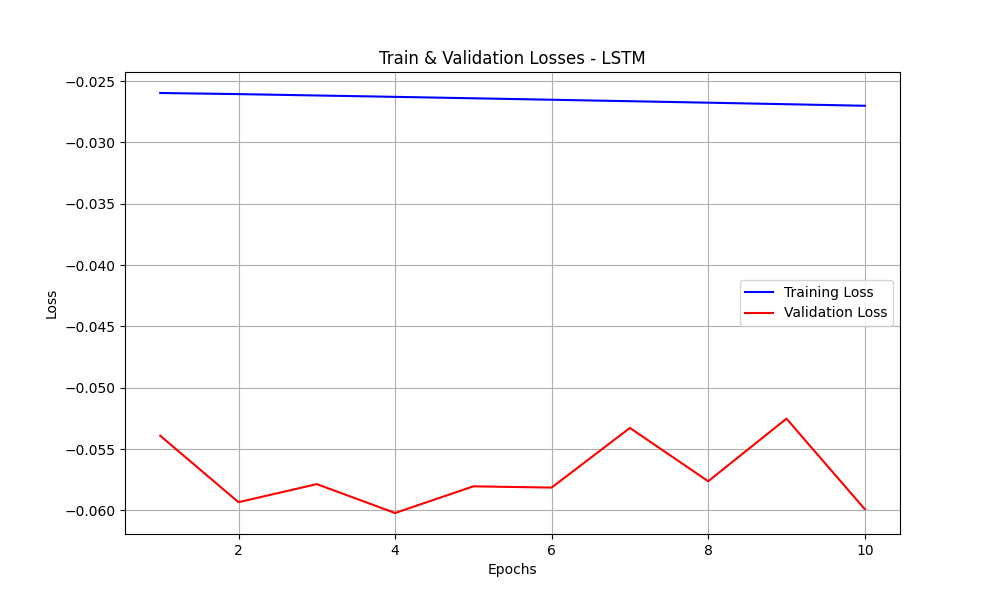 Train & Validation Losses - LSTM
−0.025
−0.030
−0.035
−0.040
−0.045
−0.050
−0.055
−0.060
Loss
Training Loss
Validation Loss
2
4
6
8
10
Epochs